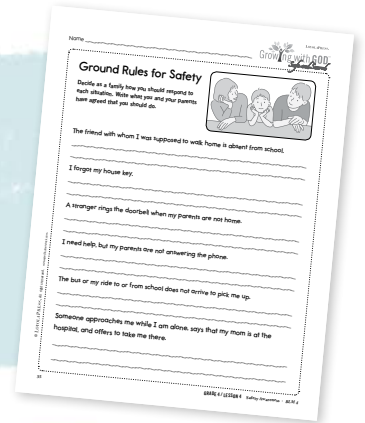 Name
Growing with GOD
Ground Rules for Safety
Decide as a family how you should respond to
each situation. Write what you and your parents
have agreed that you should do.
The friend with whom I was supposed to walk home is absent from school.
I forgot my house key.
A stranger rings the doorbell when my parents are not home.
I need help, but my parents are not answering the phone.
The bus or my ride to or from school does not arrive to pick me up.
Someone approaches me while I am alone, says that my mom is at the
hospital, and offers to take me there.